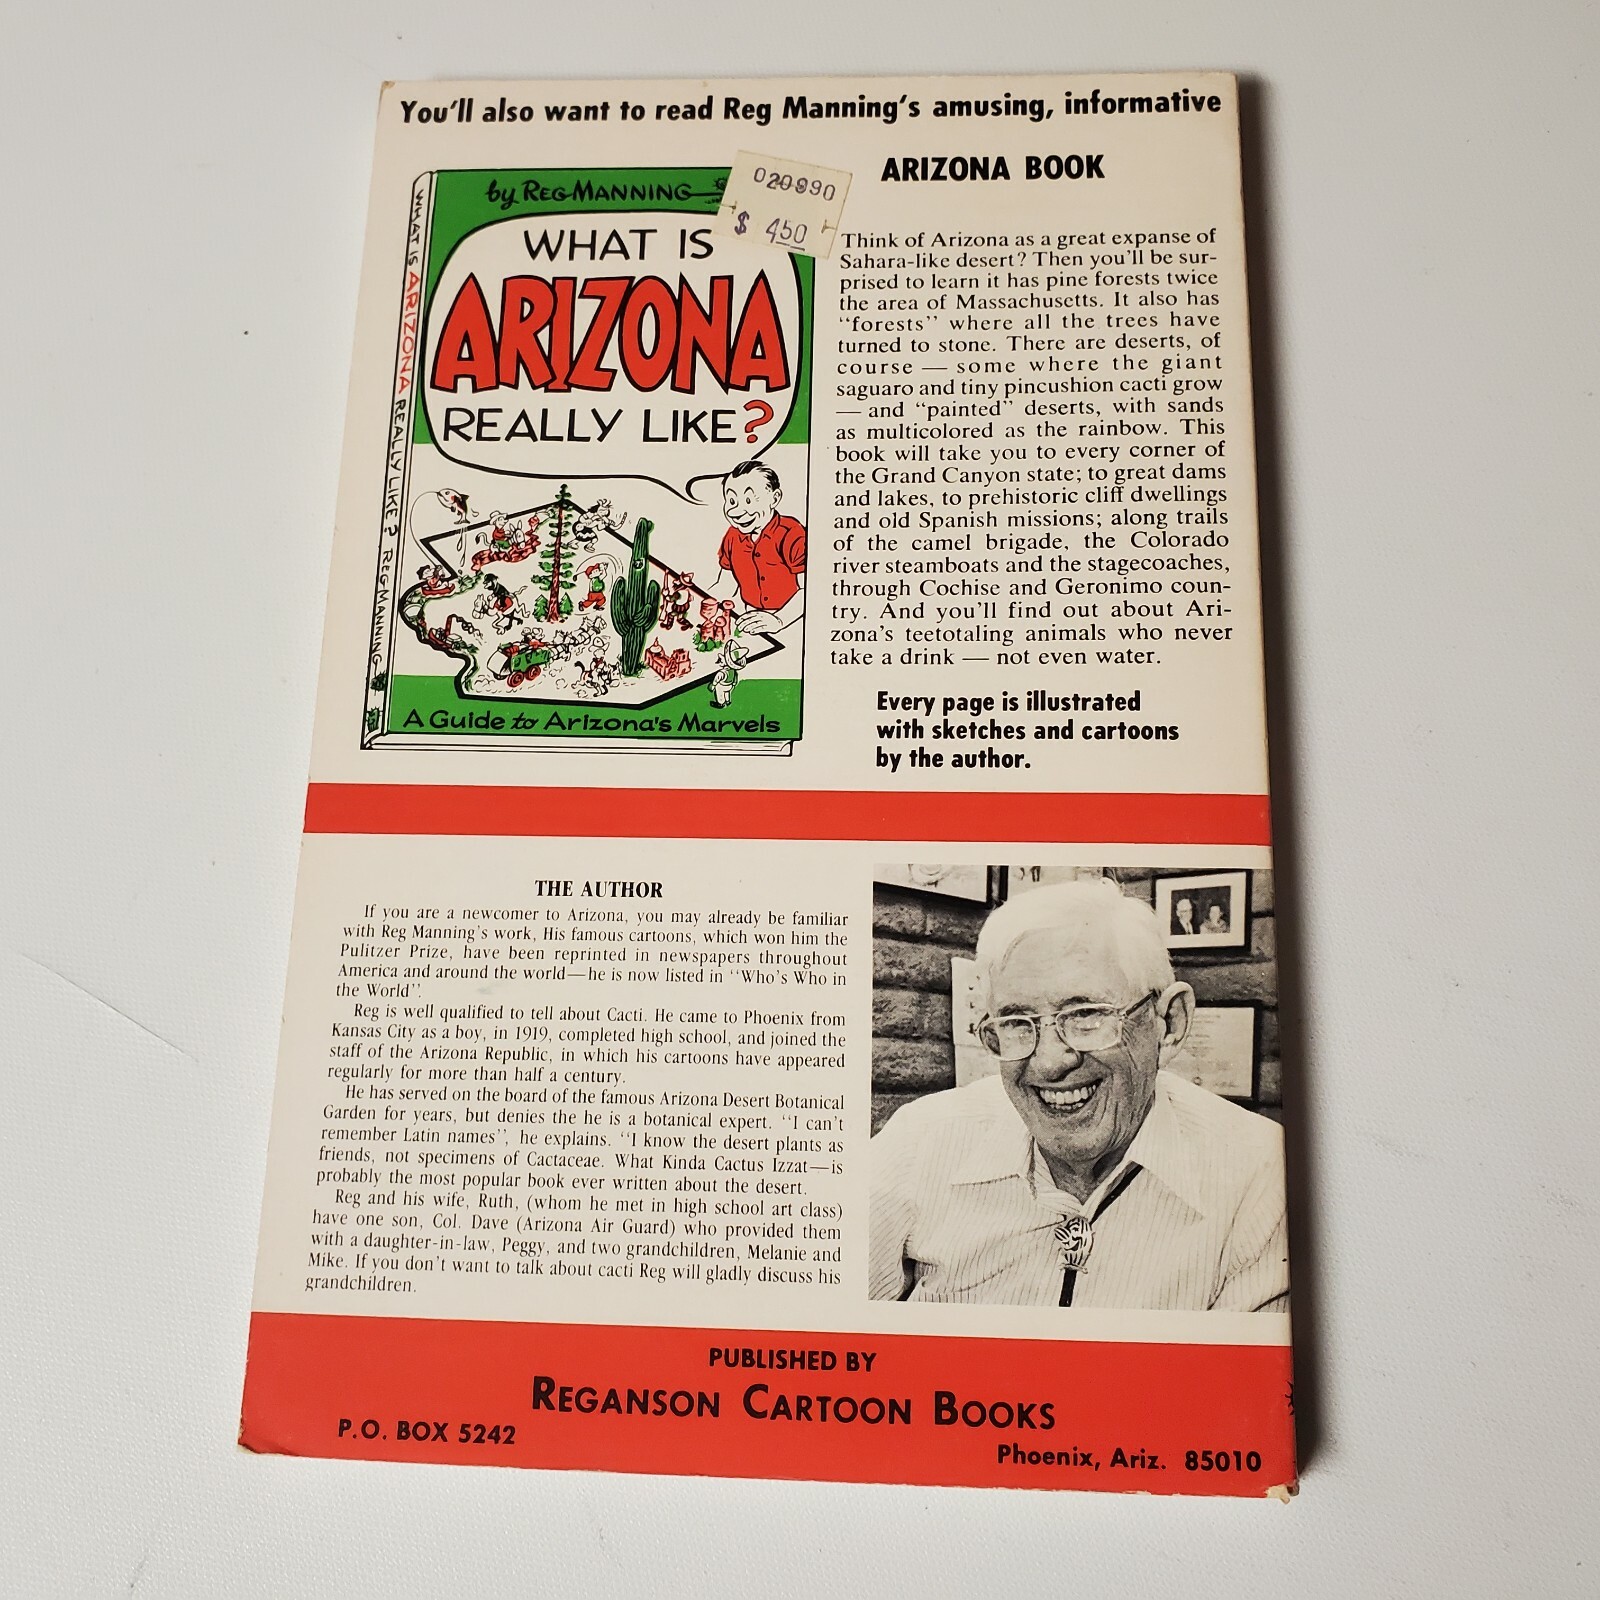 You'll also want to read Reg Manning's amusing, informative
ARIZONA BOOK
020990
$ 450
by REG MANNING
WHAT IS
ARIZONA
REALLY LIKE?
A Guide to Arizona's Marvels
WHAT IS ARIZONA REALLY LIKE? REG MANNING
Think of Arizona as a great expanse of
Sahara-like desert? Then you'll be sur-
prised to learn it has pine forests twice
the area of Massachusetts. It also has
"forests" where all the trees have
turned to stone. There are deserts, of
course — some where the giant
saguaro and tiny pincushion cacti grow
— and "painted" deserts, with sands
as multicolored as the rainbow. This
book will take you to every corner of
the Grand Canyon state; to great dams
and lakes, to prehistoric cliff dwellings
and old Spanish missions; along trails
of the camel brigade, the Colorado
river steamboats and the stagecoaches,
through Cochise and Geronimo coun-
try. And you'll find out about Ari-
zona's teetotaling animals who never
take a drink — not even water.
Every page is illustrated
with sketches and cartoons
by the author.
THE AUTHOR
If you are a newcomer to Arizona, you may already be familiar
with Reg Manning's work, His famous cartoons, which won him the
Pulitzer Prize, have been reprinted in newspapers throughout
America and around the world—he is now listed in "Who's Who in
the World".
Reg is well qualified to tell about Cacti. He came to Phoenix from
Kansas City as a boy, in 1919, completed high school, and joined the
staff of the Arizona Republic, in which his cartoons have appeared
regularly for more than half a century.
He has served on the board of the famous Arizona Desert Botanical
Garden for years, but denies the he is a botanical expert. "I can't
remember Latin names", he explains. "I know the desert plants as
friends, not specimens of Cactaceae. What Kinda Cactus Izzat—is
probably the most popular book ever written about the desert.
Reg and his wife, Ruth, (whom he met in high school art class)
have one son, Col. Dave (Arizona Air Guard) who provided them
with a daughter-in-law, Peggy, and two grandchildren, Melanie and
Mike. If you don't want to talk about cacti Reg will gladly discuss his
grandchildren.
PUBLISHED BY
REGANSON CARTOON BOOKS
P.O. BOX 5242
Phoenix, Ariz. 85010